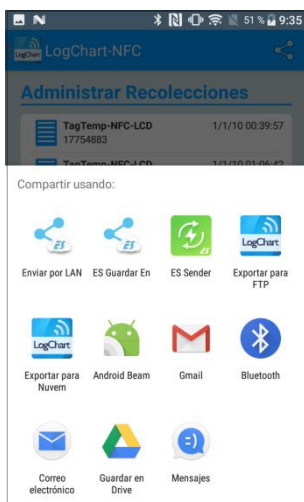 51 % 9:35
LogChart-NFC
Administrar Recolecciones
TagTemp-NFC-LCD 1/1/10 00:39:57
17754883
TagTemp-NFC-LCD 1/1/10 01:06:42
Compartir usando:
Enviar por LAN ES Guardar En ES Sender Exportar para FTP
Exportar para Nuvem Android Beam Gmail Bluetooth
Correo electrónico Guardar en Drive Mensajes